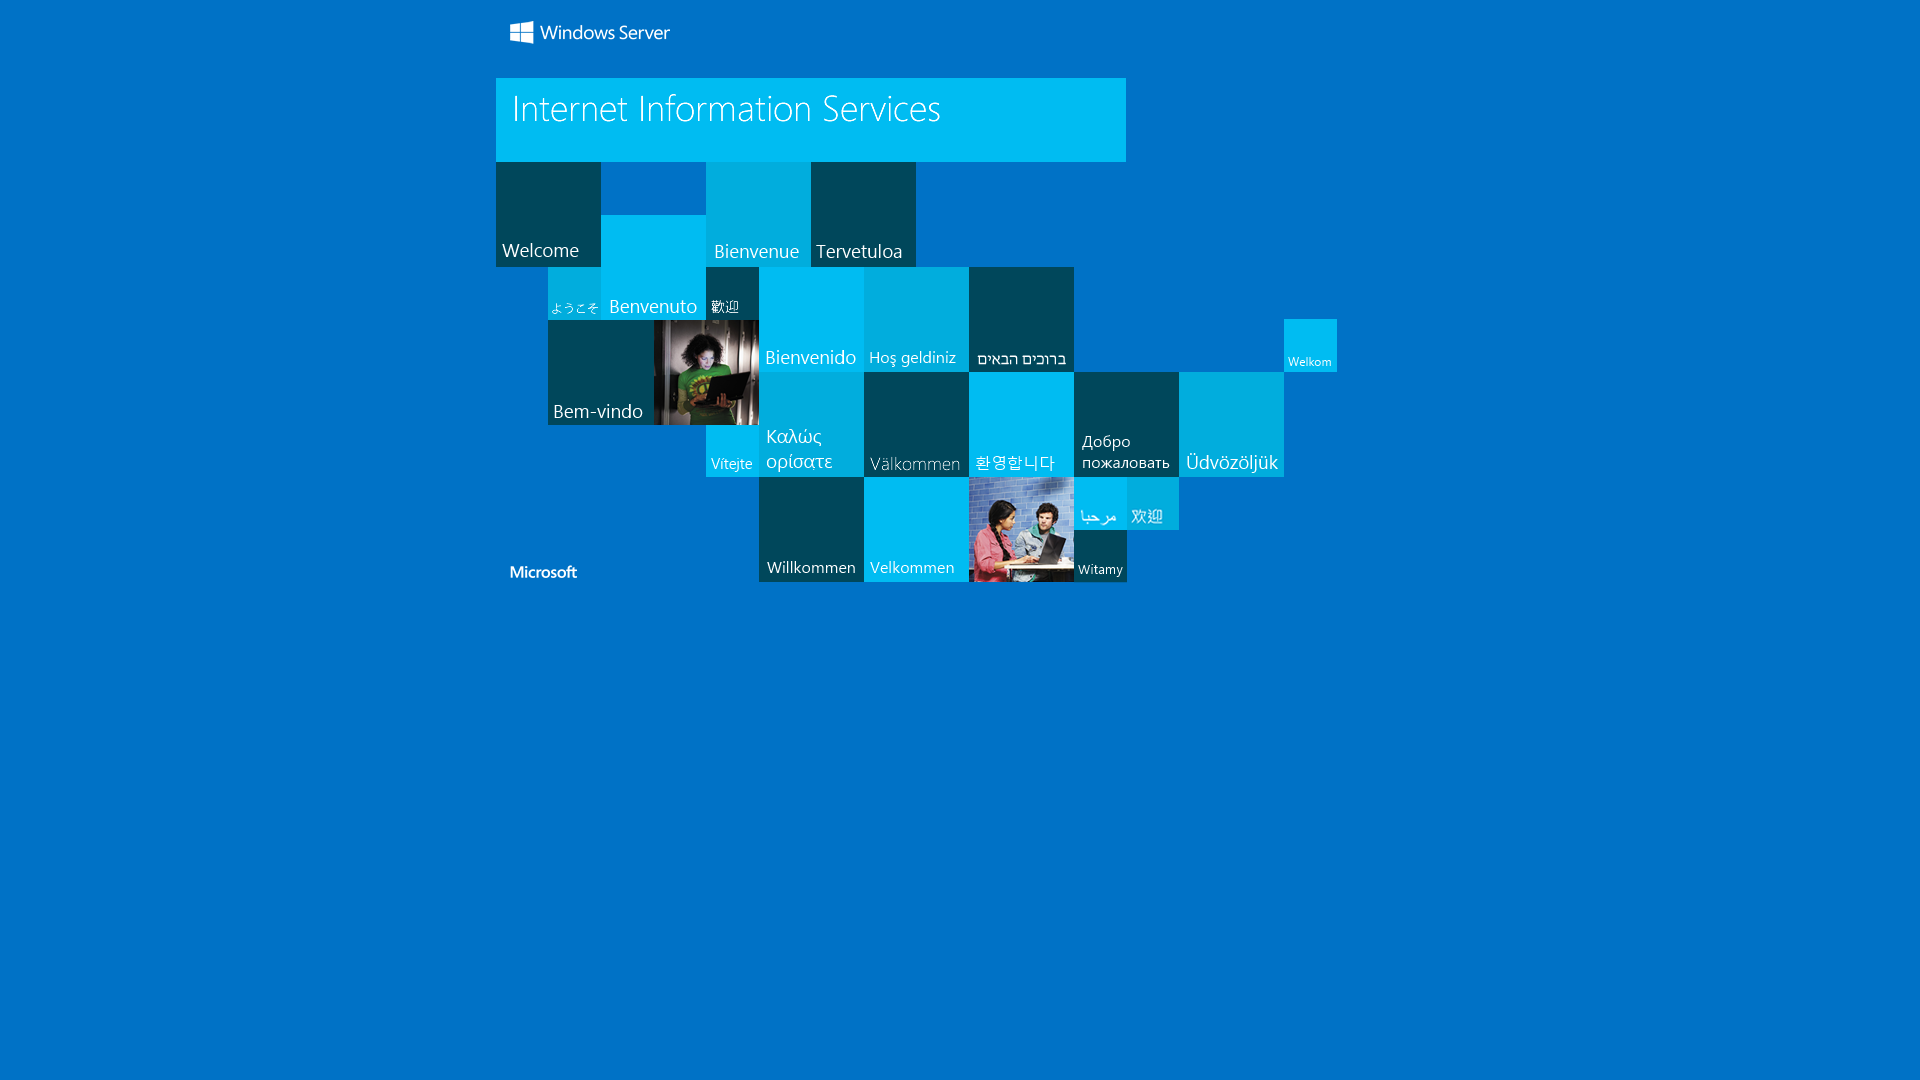 Windows Server
Internet Information Services
Welcome
Bienvenue
Tervetuloa
ようこそ
Benvenuto
歡迎
Bienvenido
Hoş geldiniz
ברוכים הבאים
Welkom
Bem-vindo
Vítejte
Καλώς
ορίσατε
Välkommen
환영합니다
Добро
пожаловать
Üdvözöljük
Willkommen
Velkommen
مرحبا
欢迎
Witamy
Microsoft